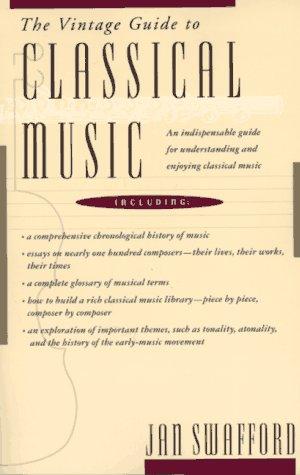 The Vintage Guide to
CLASSICAL
MUSIC
An indispensable guide
for understanding and
enjoying classical music
INCLUDING:
• a comprehensive chronological history of music
• essays on nearly one hundred composers—their lives, their works,
their times
• a complete glossary of musical terms
• how to build a rich classical music library—piece by piece,
composer by composer
• an exploration of important themes, such as tonality, atonality,
and the history of the early-music movement
JAN SWAFFORD